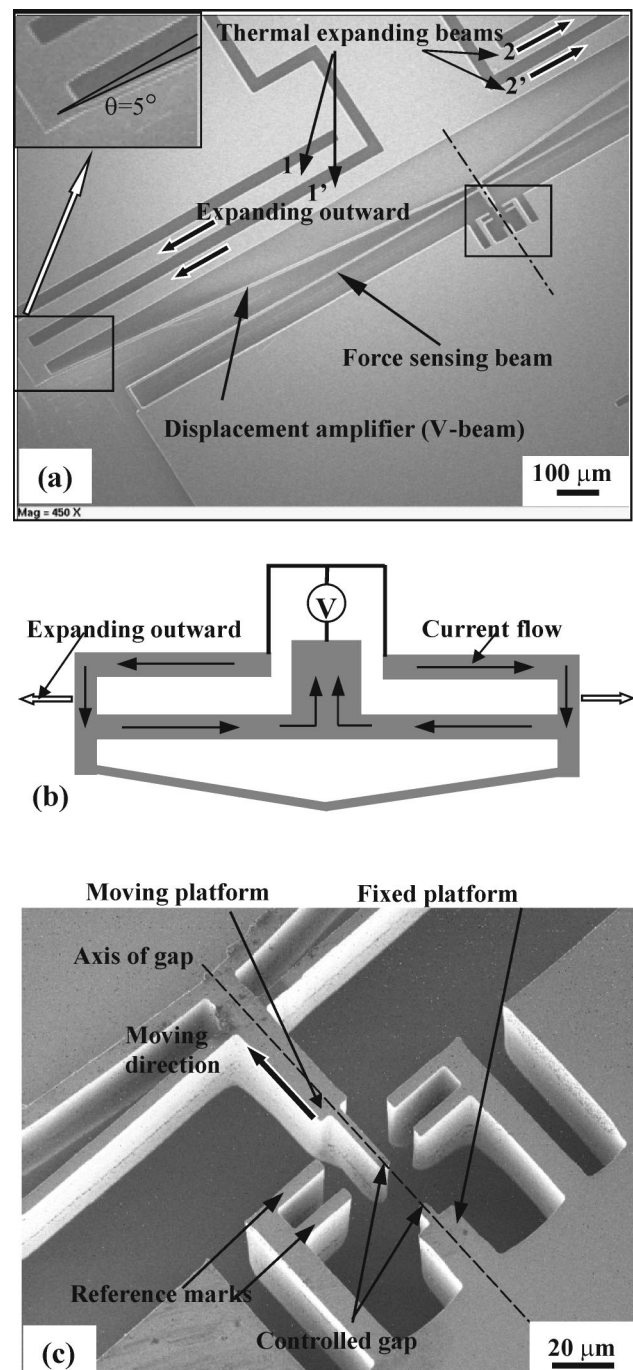 Thermal expanding beams
2
2’
θ=5°
1
1’
Expanding outward
Force sensing beam
Displacement amplifier (V-beam)
(a)
100 μm
Mag = 450 X
V
Expanding outward
Current flow
(b)
Moving platform
Fixed platform
Axis of gap
Moving
direction
Reference marks
Controlled gap
(c)
20 μm